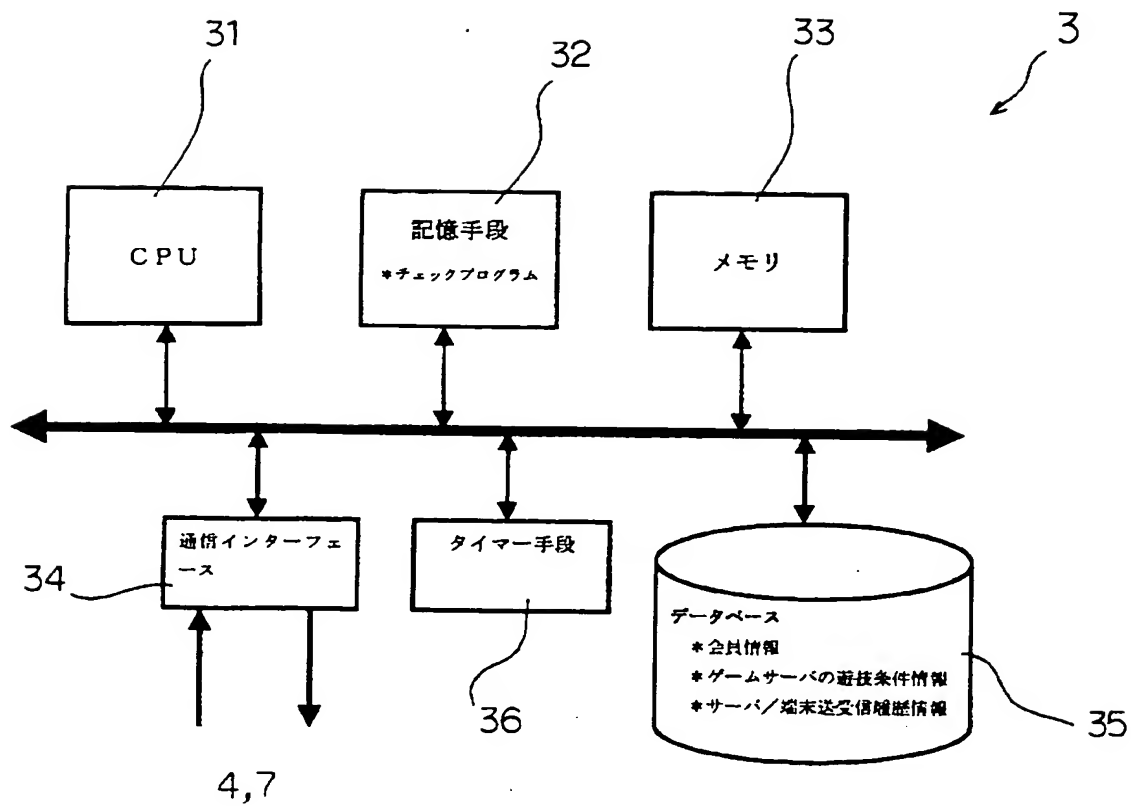 31
32
33
3
CPU
記憶手段
*チェックプログラム
メモリ
通信インターフェ
ース
34
タイマー手段
36
データベース
*会員情報
*ゲームサーバの遊技条件情報
*サーバ/端末送受信履歴情報
35
4,7